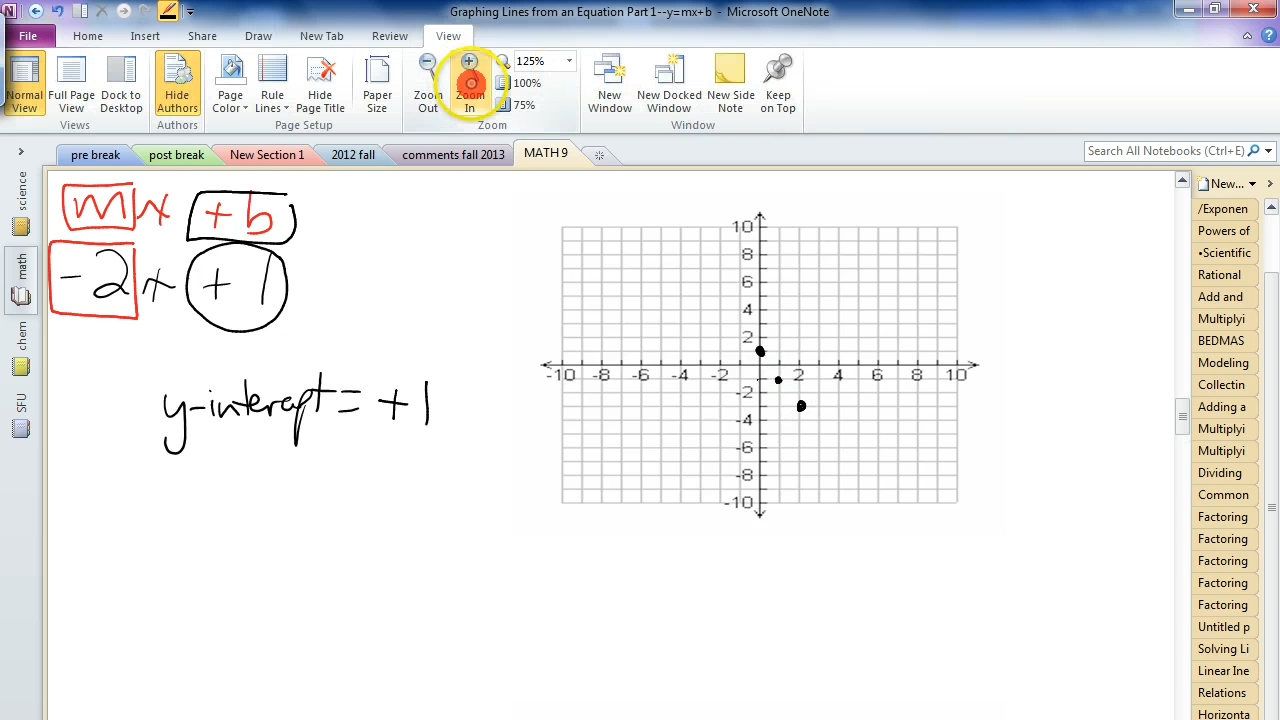 Graphing Lines from an Equation Part 1--y=mx+b - Microsoft OneNote
File Home Insert Share Draw New Tab Review View
Normal View
Full Page View
Dock to Desktop
Views
Hide Authors
Authors
Page Color
Rule Lines
Hide Page Title
Page Setup
Paper Size
Zoom Out
Zoom In
125%
100%
75%
Zoom
New Window
New Docked Window
New Side Note
Keep on Top
Window
pre break post break New Section 1 2012 fall comments fall 2013 MATH 9
Search All Notebooks (Ctrl+E)
science
math
chem
SFU
mx + b
-2x + 1
y-intercept = +1
10
8
6
4
2
-10 -8 -6 -4 -2 2 4 6 8 10
-2
-4
-6
-8
-10
New...
/Exponen
Powers of
•Scientific
Rational
Add and
Multiplyi
BEDMAS
Modeling
Collectin
Adding a
Multiplyi
Multiplyi
Dividing
Common
Factoring
Factoring
Factoring
Factoring
Factoring
Untitled p
Solving Li
Linear Ine
Relations
Horizonta